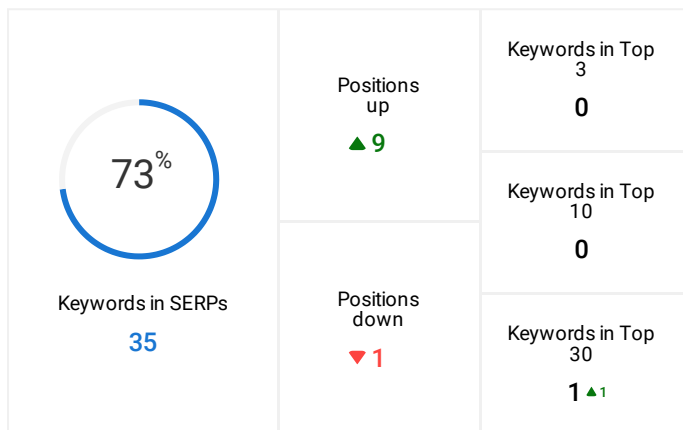 73%
Keywords in SERPs
35
Positions
up
9
Positions
down
1
Keywords in Top
3
0
Keywords in Top
10
0
Keywords in Top
30
1 1